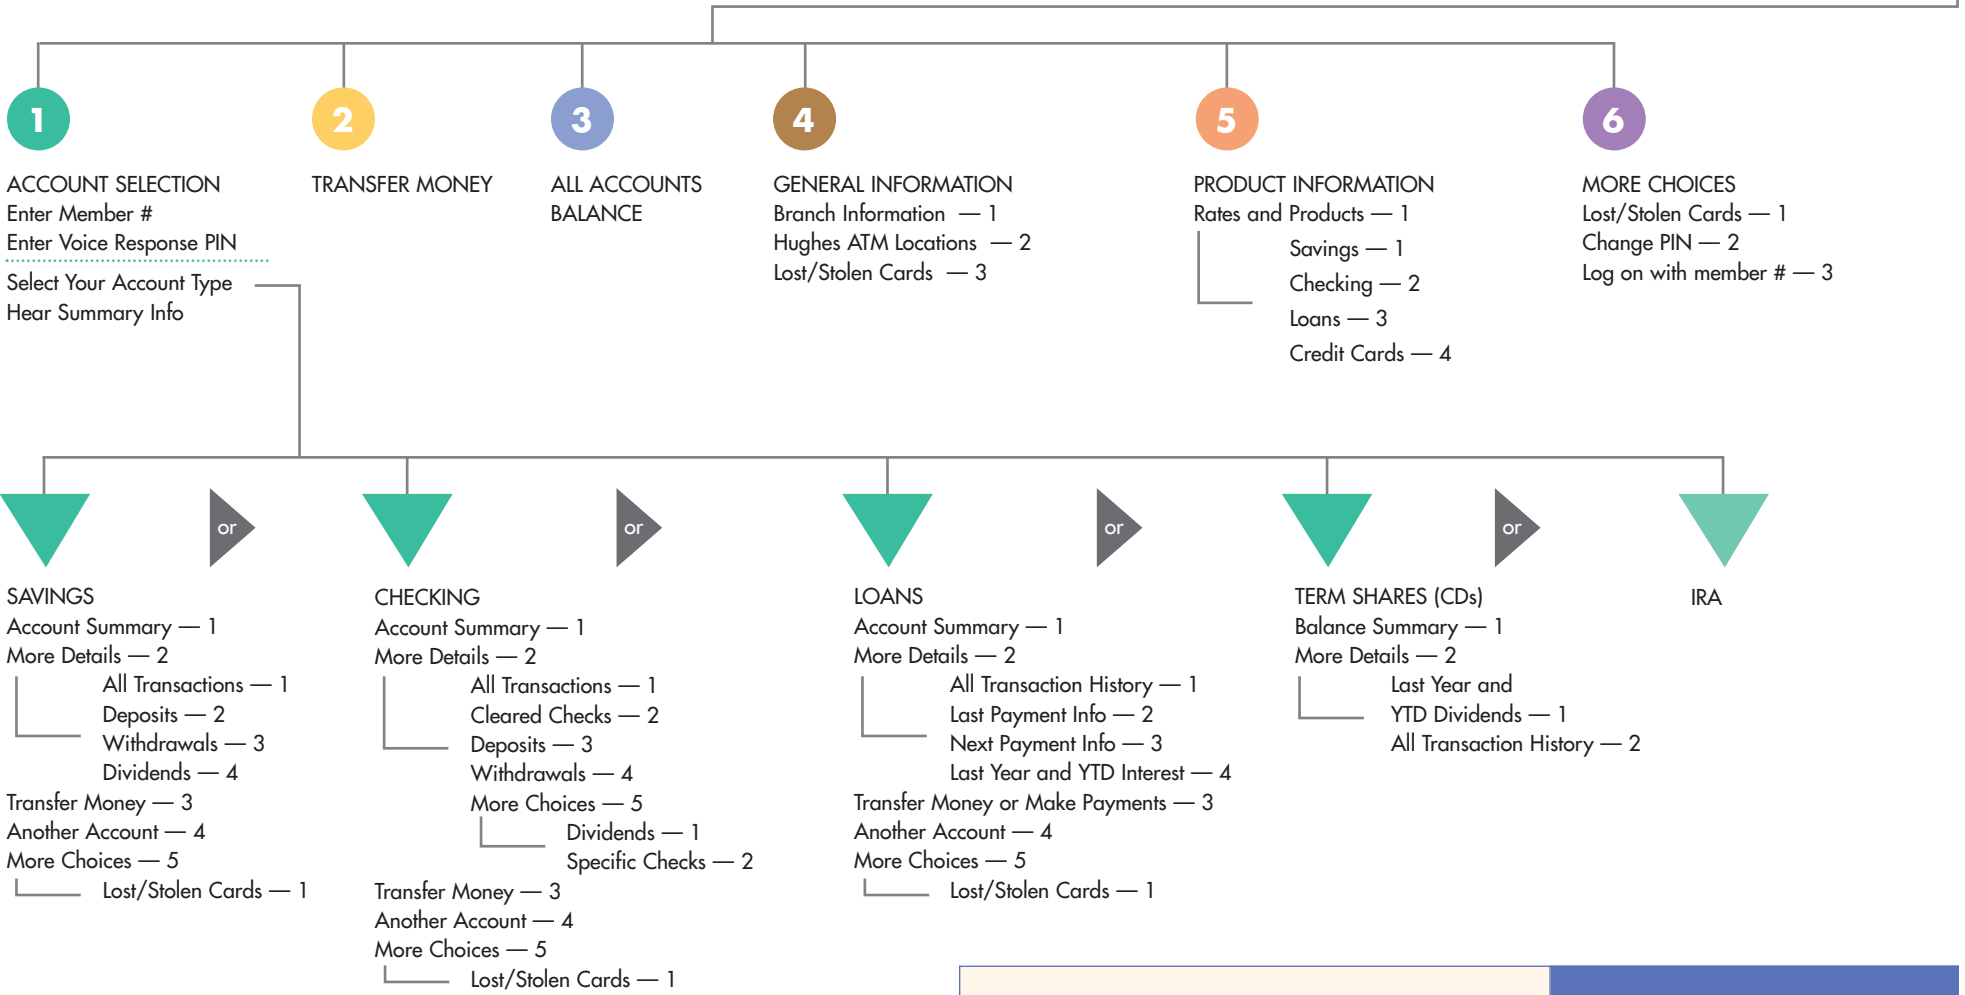 1
ACCOUNT SELECTION
Enter Member #
Enter Voice Response PIN
Select Your Account Type
Hear Summary Info
2
TRANSFER MONEY
3
ALL ACCOUNTS
BALANCE
4
GENERAL INFORMATION
Branch Information — 1
Hughes ATM Locations — 2
Lost/Stolen Cards — 3
5
PRODUCT INFORMATION
Rates and Products — 1
Savings — 1
Checking — 2
Loans — 3
Credit Cards — 4
6
MORE CHOICES
Lost/Stolen Cards — 1
Change PIN — 2
Log on with member # — 3
SAVINGS
Account Summary — 1
More Details — 2
All Transactions — 1
Deposits — 2
Withdrawals — 3
Dividends — 4
Transfer Money — 3
Another Account — 4
More Choices — 5
Lost/Stolen Cards — 1
or
CHECKING
Account Summary — 1
More Details — 2
All Transactions — 1
Cleared Checks — 2
Deposits — 3
Withdrawals — 4
More Choices — 5
Dividends — 1
Specific Checks — 2
Transfer Money — 3
Another Account — 4
More Choices — 5
Lost/Stolen Cards — 1
or
LOANS
Account Summary — 1
More Details — 2
All Transaction History — 1
Last Payment Info — 2
Next Payment Info — 3
Last Year and YTD Interest — 4
Transfer Money or Make Payments — 3
Another Account — 4
More Choices — 5
Lost/Stolen Cards — 1
or
TERM SHARES (CDs)
Balance Summary — 1
More Details — 2
Last Year and
YTD Dividends — 1
All Transaction History — 2
or
IRA